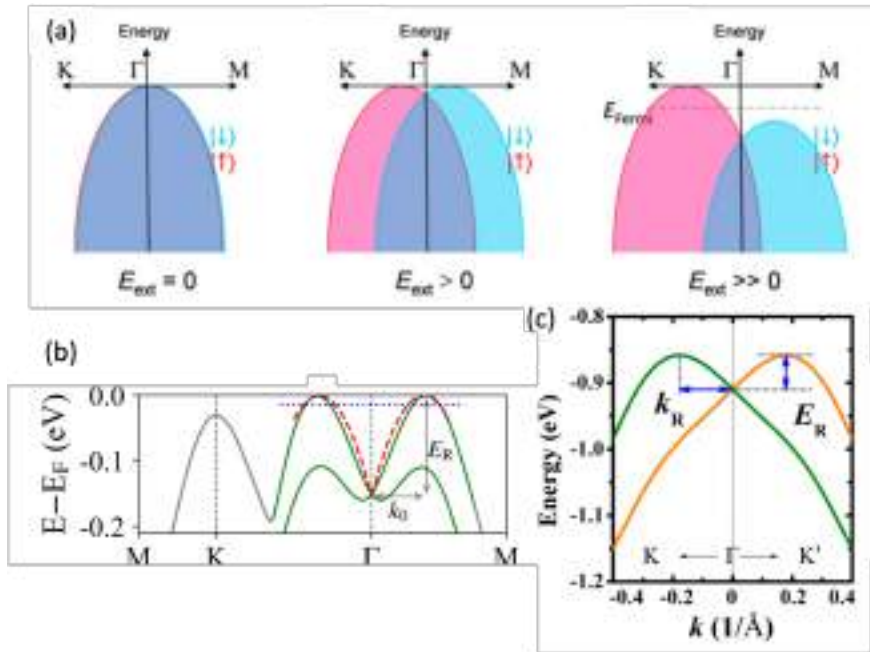 (a)
Energy
K Γ M
|↓⟩
|↑⟩
E_ext = 0
Energy
K Γ M
|↓⟩
|↑⟩
E_ext > 0
Energy
K Γ M
E_Fermi
|↓⟩
|↑⟩
E_ext >> 0
(b)
E−E_F (eV)
0.0
-0.1
-0.2
E_R
k_0
M K Γ M
(c)
Energy (eV)
-0.8
-0.9
-1.0
-1.1
-1.2
k_R
E_R
K ← Γ → K'
-0.4 -0.2 0 0.2 0.4
k (1/Å)